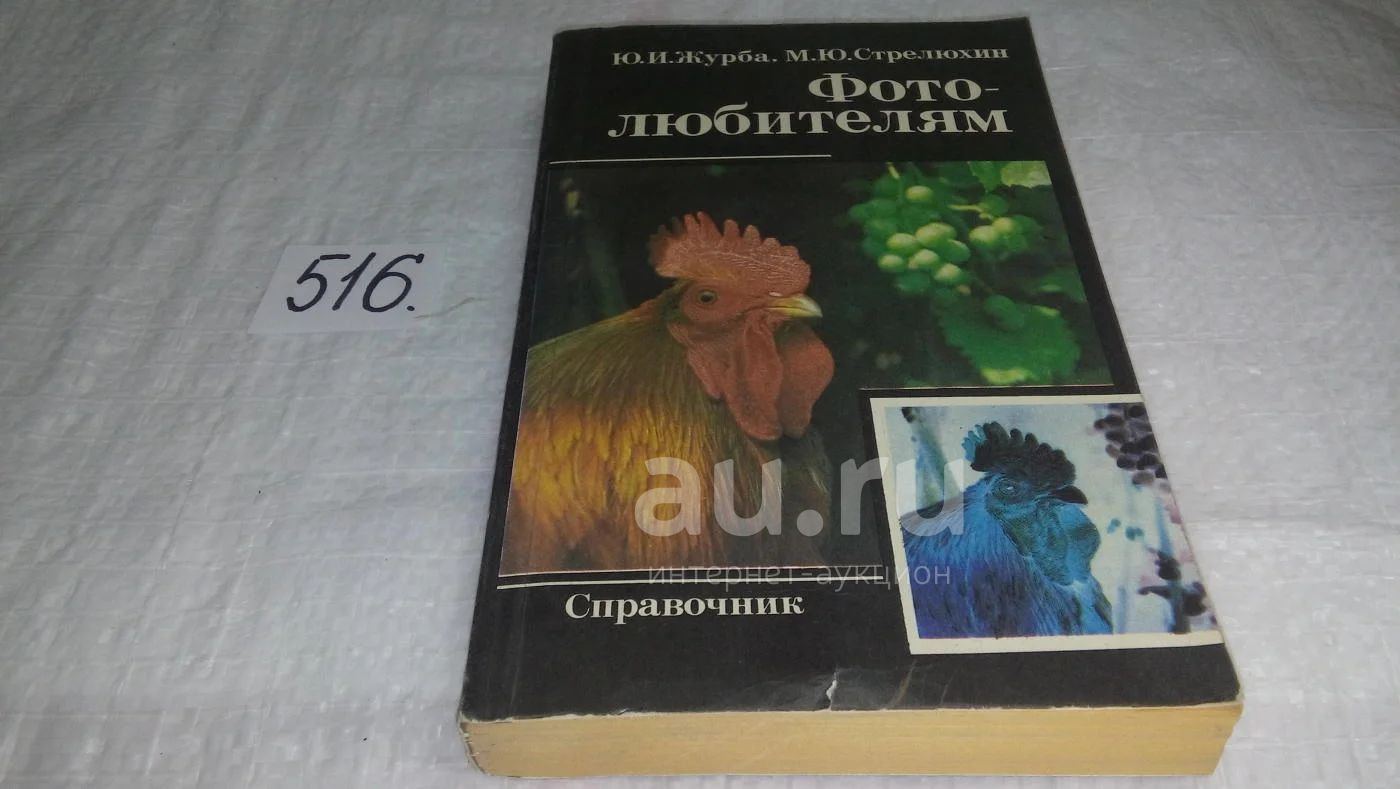 Ю.И.Журба, М.Ю.Стрелюхин
Фото-
любителям
516.
au.ru
интернет-аукцион
Справочник